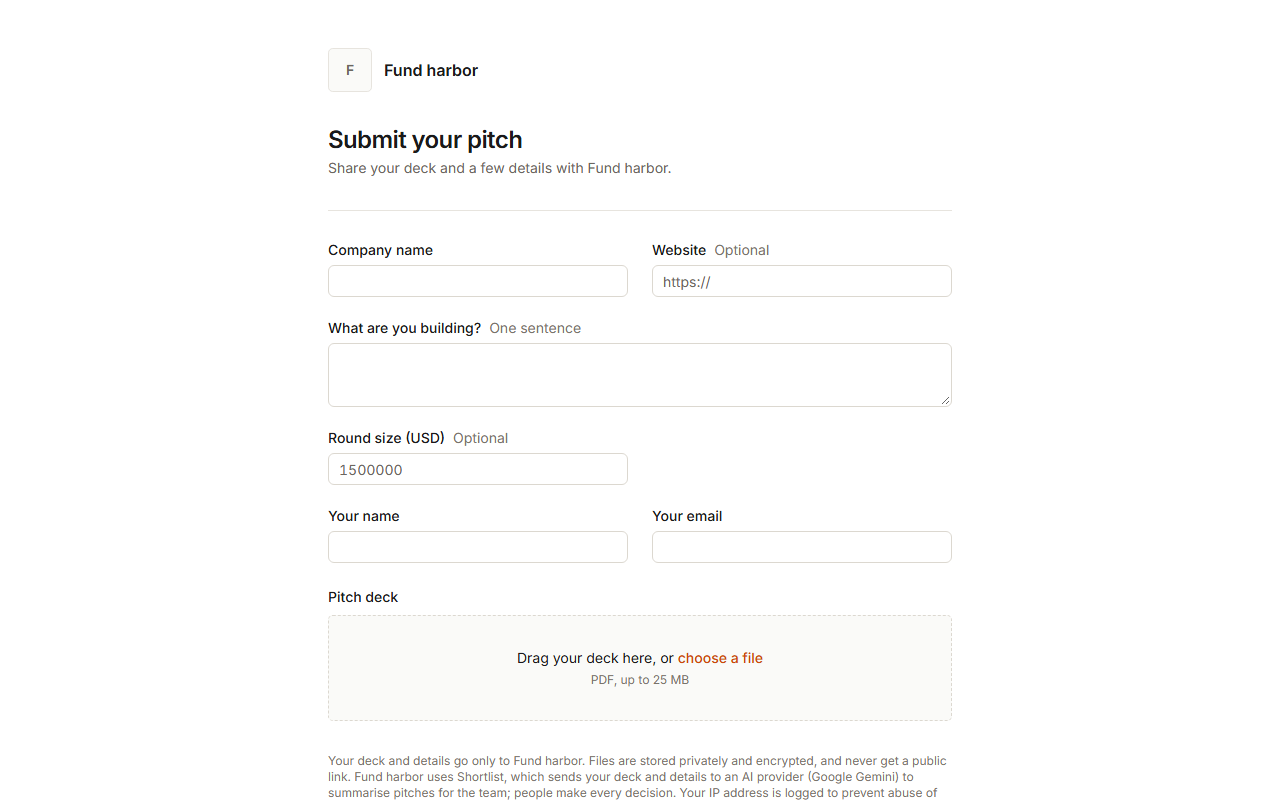 F
Fund harbor
Submit your pitch
Share your deck and a few details with Fund harbor.
Company name
Website Optional
https://
What are you building? One sentence
Round size (USD) Optional
1500000
Your name
Your email
Pitch deck
Drag your deck here, or choose a file
PDF, up to 25 MB
Your deck and details go only to Fund harbor. Files are stored privately and encrypted, and never get a public
link. Fund harbor uses Shortlist, which sends your deck and details to an AI provider (Google Gemini) to
summarise pitches for the team; people make every decision. Your IP address is logged to prevent abuse of